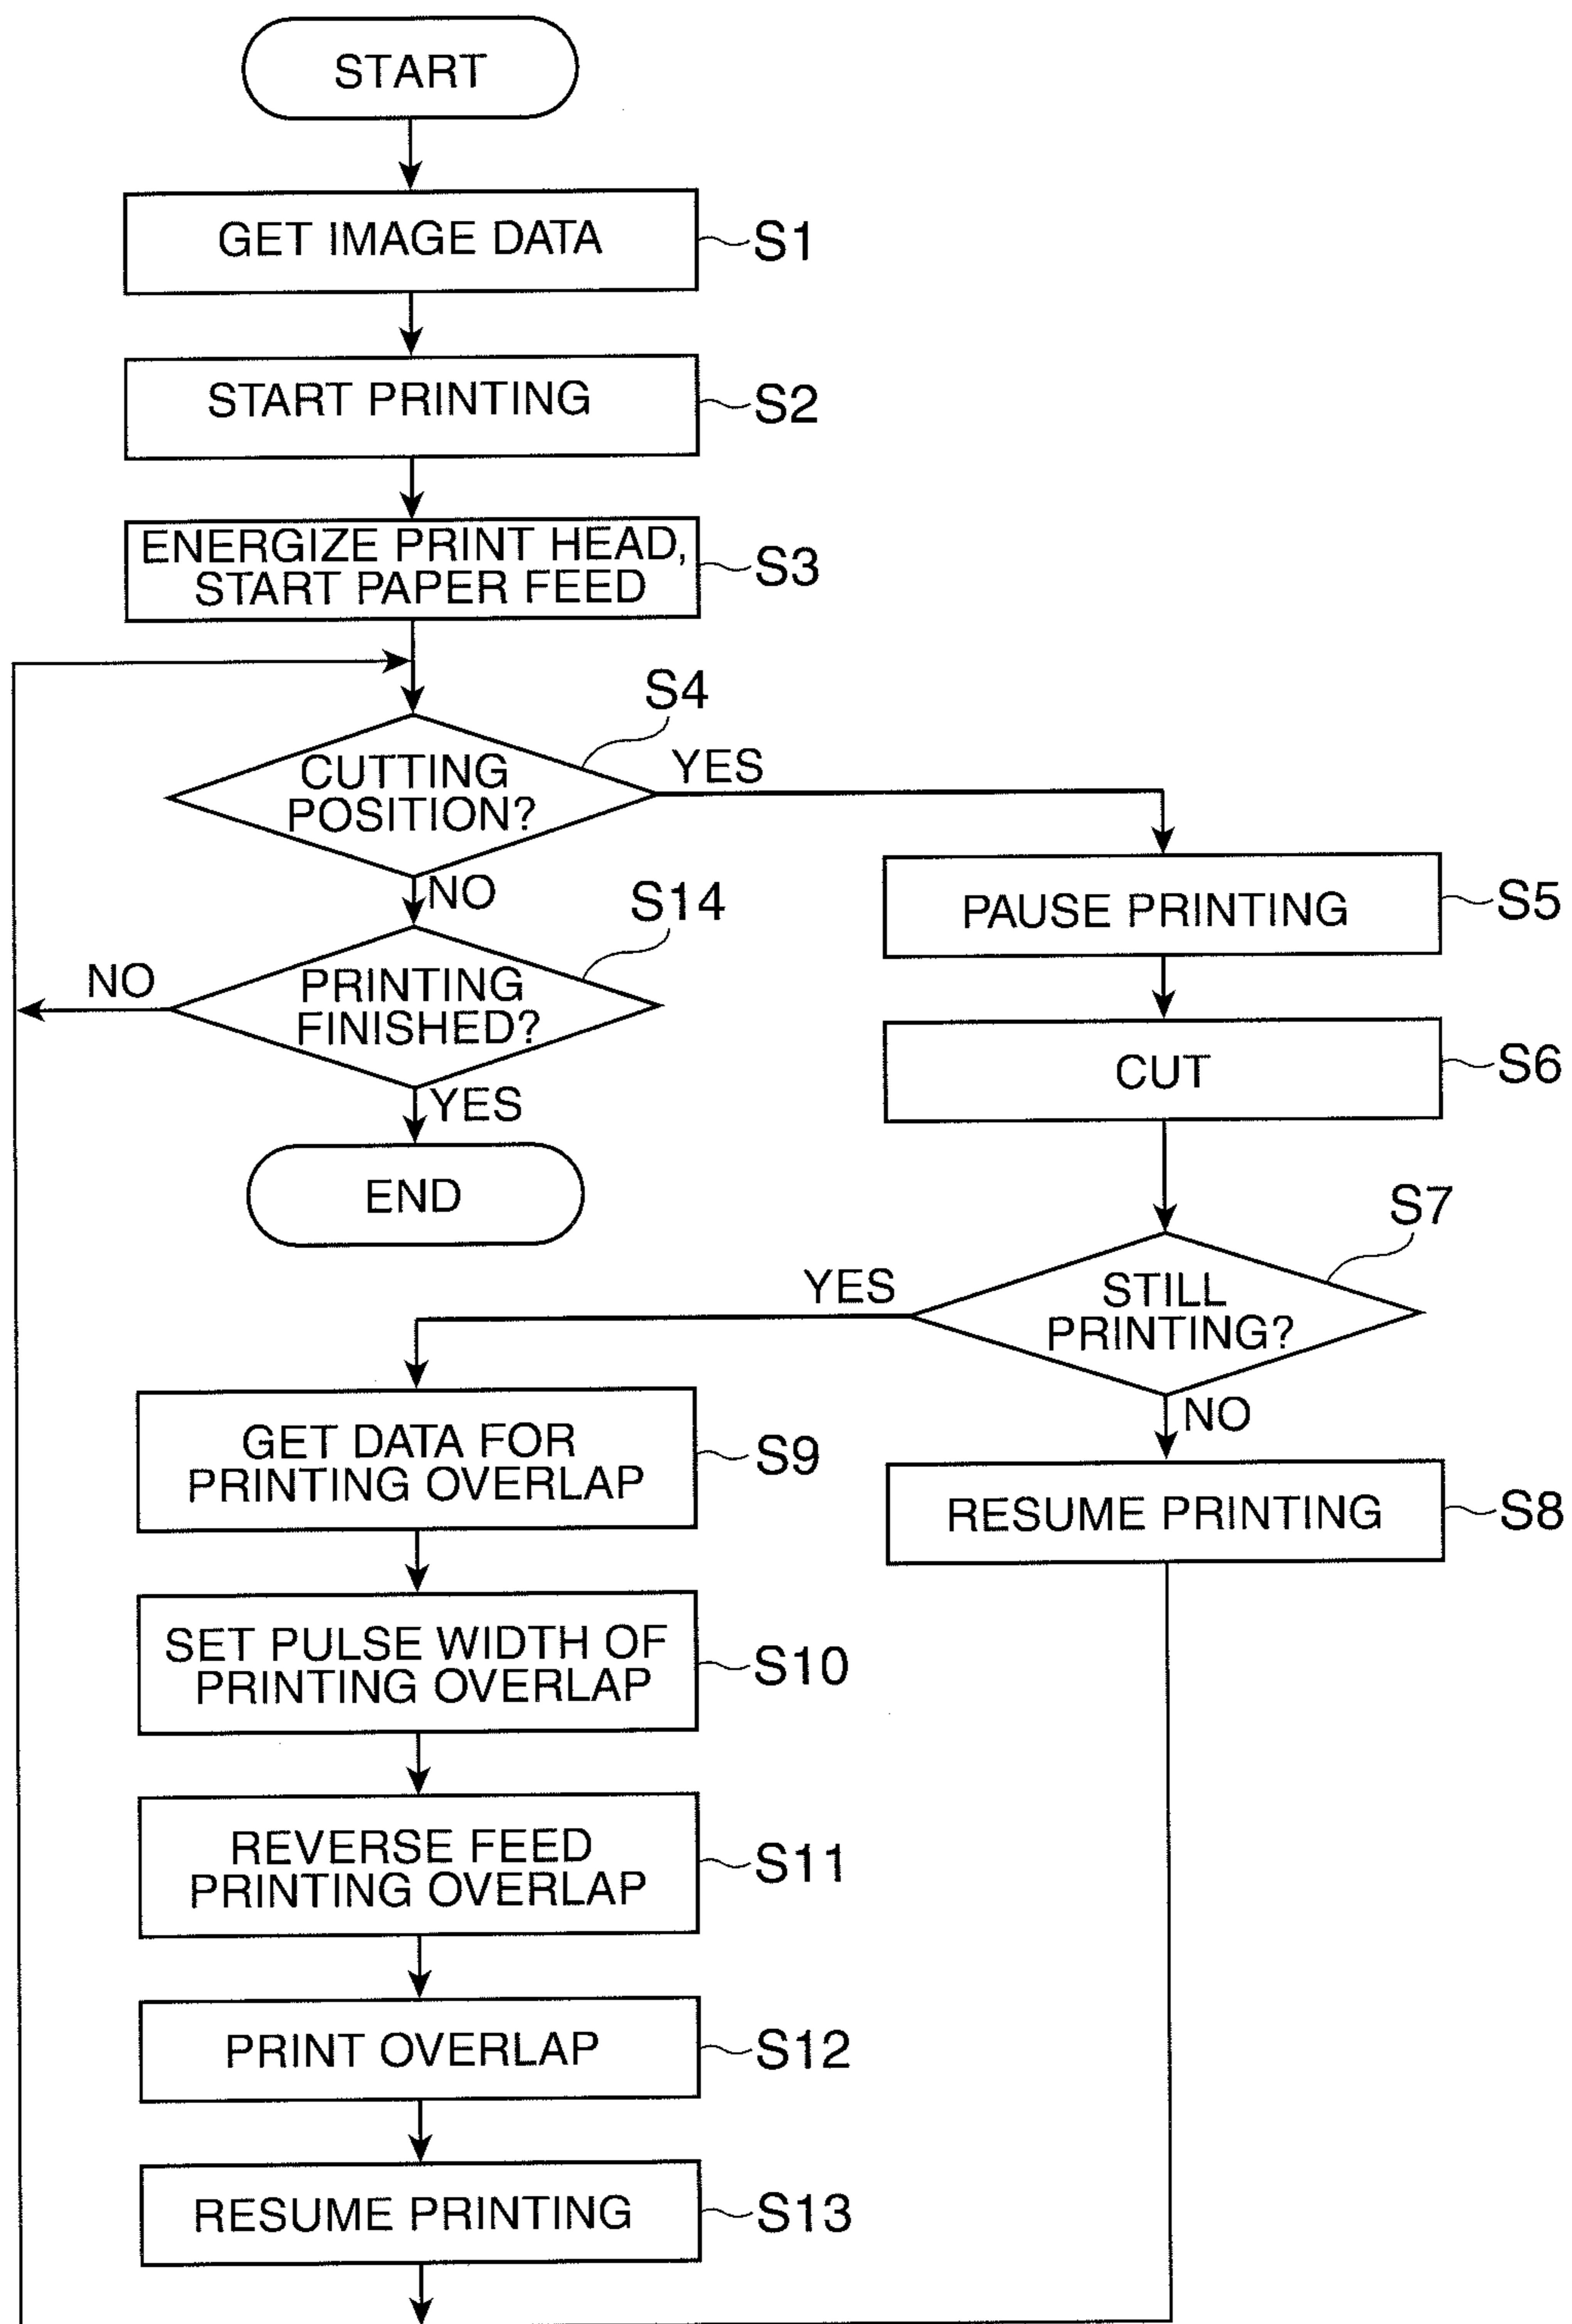 START
GET IMAGE DATA
S1
START PRINTING
S2
ENERGIZE PRINT HEAD,
START PAPER FEED
S3
S4
CUTTING
POSITION?
YES
NO
S14
PRINTING
FINISHED?
NO
YES
END
PAUSE PRINTING
S5
CUT
S6
S7
STILL
PRINTING?
YES
NO
RESUME PRINTING
S8
GET DATA FOR
PRINTING OVERLAP
S9
SET PULSE WIDTH OF
PRINTING OVERLAP
S10
REVERSE FEED
PRINTING OVERLAP
S11
PRINT OVERLAP
S12
RESUME PRINTING
S13